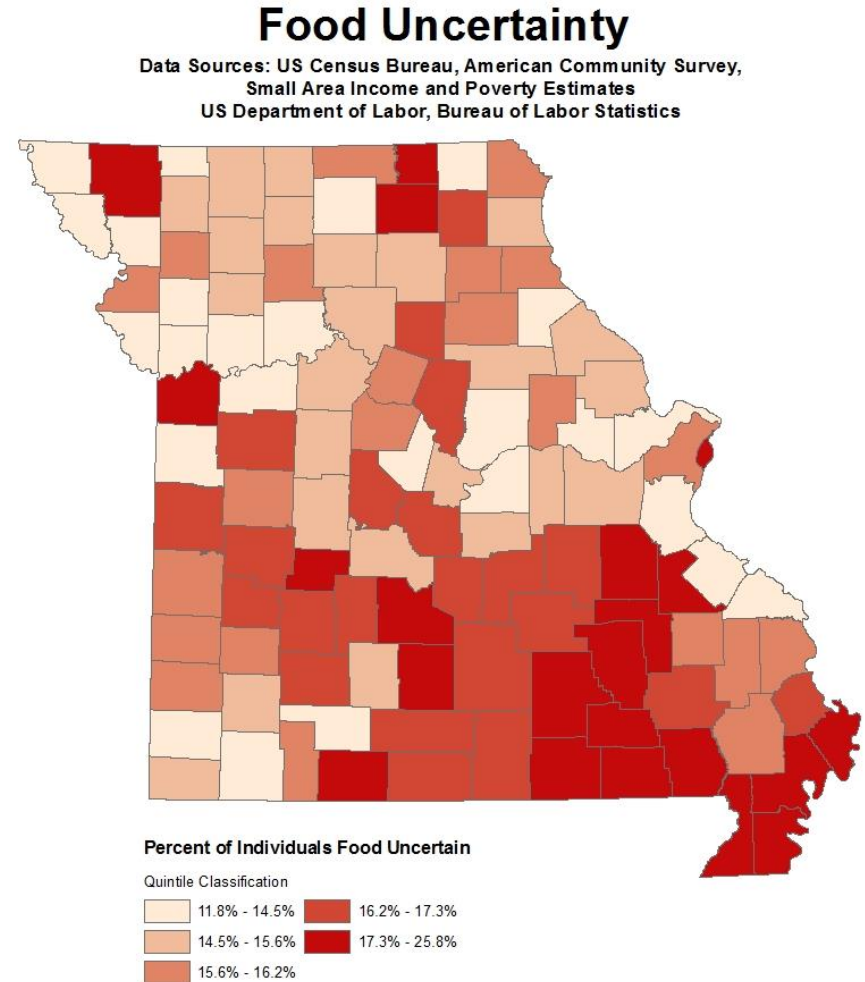 Food Uncertainty
Data Sources: US Census Bureau, American Community Survey,
Small Area Income and Poverty Estimates
US Department of Labor, Bureau of Labor Statistics
Percent of Individuals Food Uncertain
Quintile Classification
11.8% - 14.5%
14.5% - 15.6%
15.6% - 16.2%
16.2% - 17.3%
17.3% - 25.8%